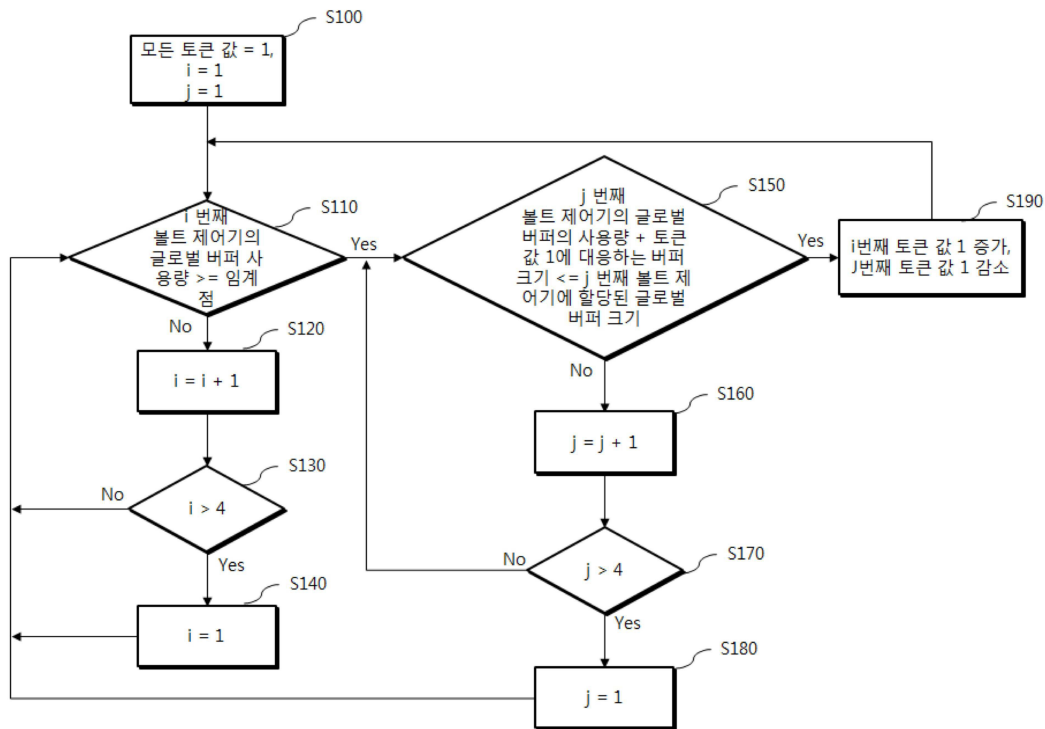 S100
모든 토큰 값 = 1,
i = 1
j = 1
S110
i 번째
볼트 제어기의
글로벌 버퍼 사
용량 >= 임계
점
Yes
No
S120
i = i + 1
S130
i > 4
No
Yes
S140
i = 1
S150
j 번째
볼트 제어기의 글로벌
버퍼의 사용량 + 토큰
값 1에 대응하는 버퍼
크기 <= j 번째 볼트 제
어기에 할당된 글로벌
버퍼 크기
Yes
No
S190
i번째 토큰 값 1 증가,
J번째 토큰 값 1 감소
S160
j = j + 1
S170
j > 4
No
Yes
S180
j = 1